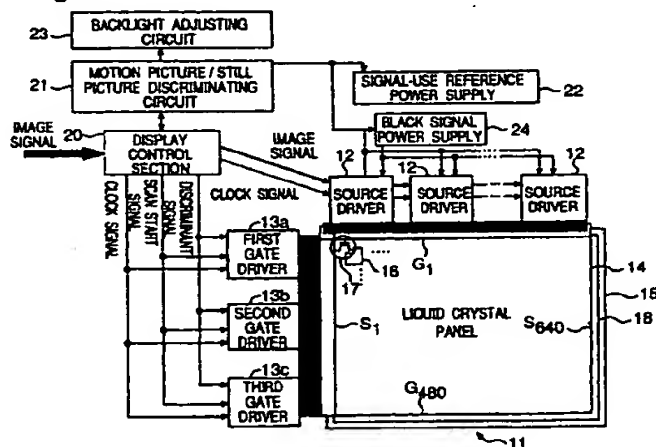 23
BACKLIGHT ADJUSTING
CIRCUIT
21
MOTION PICTURE / STILL
PICTURE DISCRIMINATING
CIRCUIT
SIGNAL-USE REFERENCE
POWER SUPPLY
22
20
IMAGE
SIGNAL
DISPLAY
CONTROL
SECTION
IMAGE
SIGNAL
BLACK SIGNAL
POWER SUPPLY
24
12
SOURCE
DRIVER
12
SOURCE
DRIVER
12
SOURCE
DRIVER
CLOCK SIGNAL
DISCRIMINANT
SIGNAL
SCAN START
SIGNAL
CLOCK SIGNAL
13a
FIRST
GATE
DRIVER
13b
SECOND
GATE
DRIVER
13c
THIRD
GATE
DRIVER
G1
16
17
14
15
18
S1
LIQUID CRYSTAL
PANEL
S640
G480
11